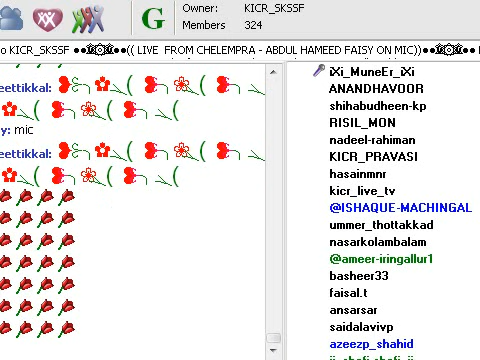 G
Owner: KICR_SKSSF
Members 324
o KICR_SKSSF ●●۞●●(( LIVE FROM CHELEMPRA - ABDUL HAMEED FAISY ON MIC))●●۞●●
eettikkal:
y: mic
eettikkal:
iXi_MuneEr_iXi
ANANDHAVOOR
shihabudheen-kp
RISIL_MON
nadeel-rahiman
KICR_PRAVASI
hasainmnr
kicr_live_tv
@ISHAQUE-MACHINGAL
ummer_thottakkad
nasarkolambalam
@ameer-iringallur1
basheer33
faisal.t
ansarsar
saidalavivp
azeezp_shahid